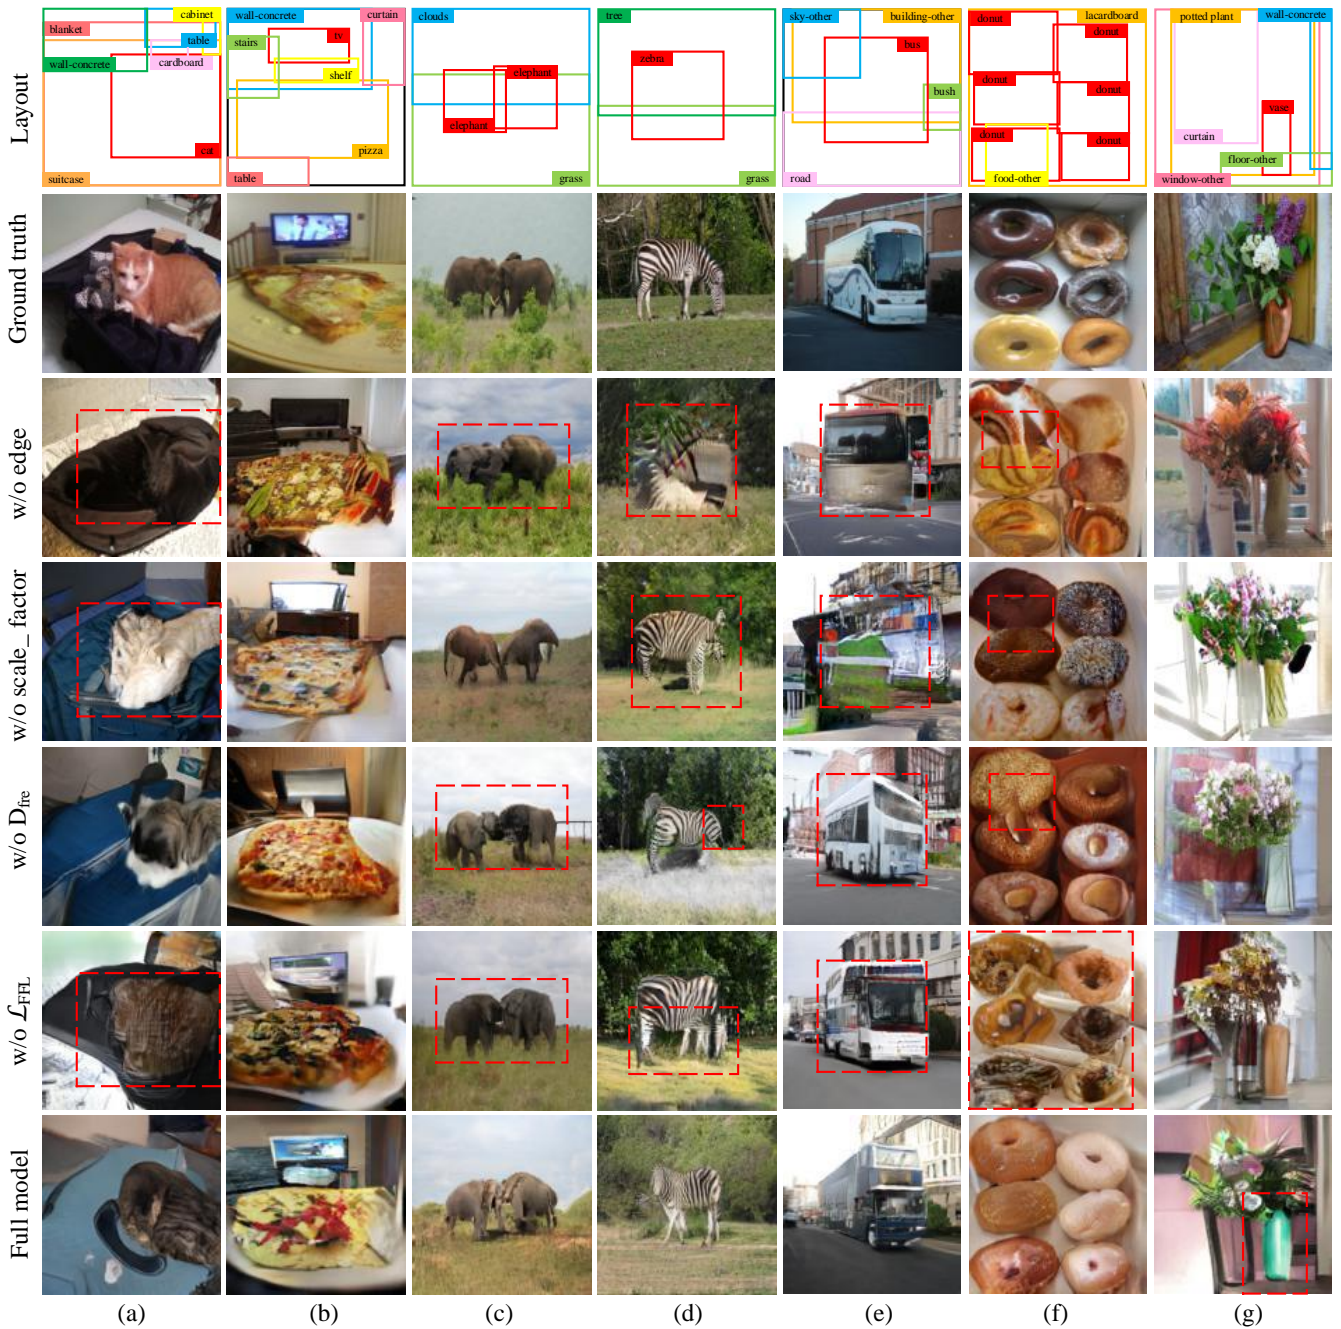 Layout
blanket
cabinet
table
wall-concrete
cardboard
cat
suitcase
wall-concrete
curtain
stairs
tv
shelf
pizza
table
clouds
elephant
elephant
grass
tree
zebra
grass
sky-other
building-other
bus
bush
road
donut
lacardboard
donut
donut
donut
donut
donut
food-other
potted plant
wall-concrete
vase
curtain
floor-other
window-other
Ground truth
w/o edge
w/o scale_ factor
w/o D_fre
w/o ℒ_FFL
Full model
(a) (b) (c) (d) (e) (f) (g)